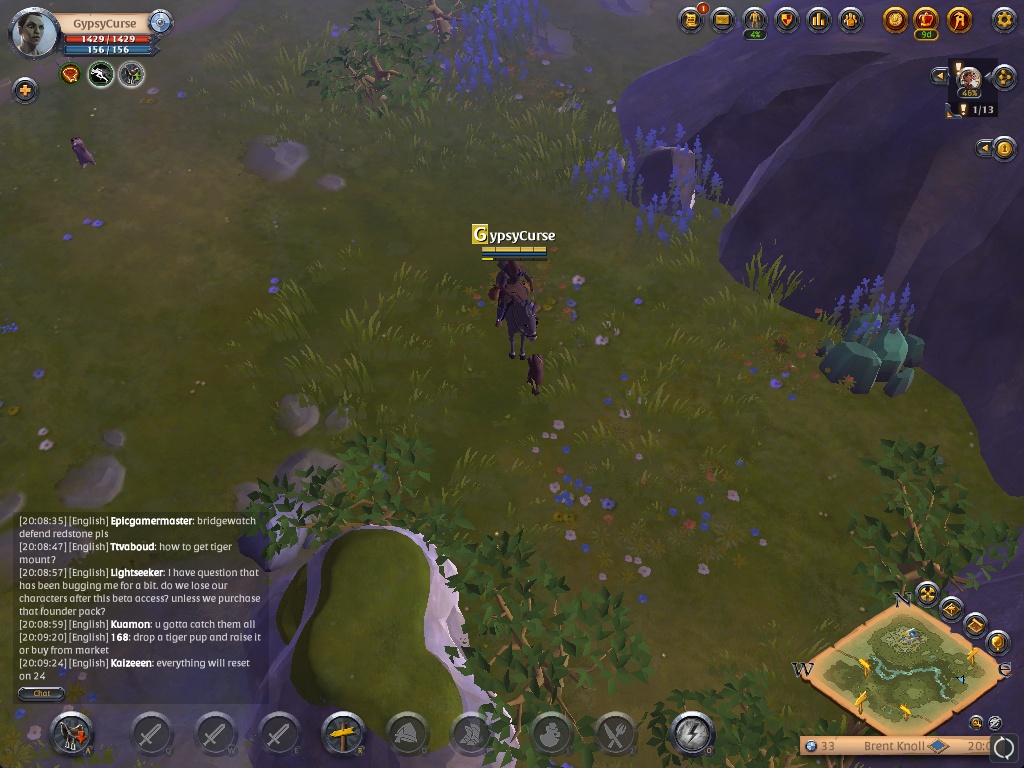 GypsyCurse
1429 / 1429
156 / 156
1
4%
9d
46%
1/13
1
GypsyCurse
[20:08:35] [English] Epicgamermaster: bridgewatch
defend redstone pls
[20:08:47] [English] Ttvaboud: how to get tiger
mount?
[20:08:57] [English] Lightseeker: I have question that
has been bugging me for a bit. do we lose our
characters after this beta access? unless we purchase
that founder pack?
[20:08:59] [English] Kuamon: u gotta catch them all
[20:09:20] [English] 168: drop a tiger pup and raise it
or buy from market
[20:09:24] [English] Kaizeeen: everything will reset
on 24
Chat
N
W
E
A
Q
W
E
R
33
Brent Knoll